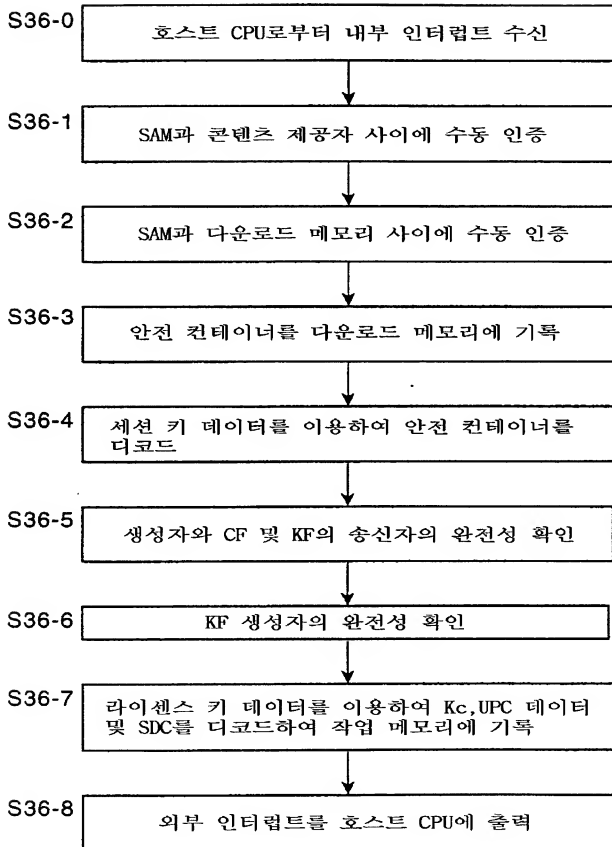 S36-0
호스트 CPU로부터 내부 인터럽트 수신
S36-1
SAM과 콘텐츠 제공자 사이에 수동 인증
S36-2
SAM과 다운로드 메모리 사이에 수동 인증
S36-3
안전 컨테이너를 다운로드 메모리에 기록
S36-4
세션 키 데이터를 이용하여 안전 컨테이너를
디코드
S36-5
생성자와 CF 및 KF의 송신자의 완전성 확인
S36-6
KF 생성자의 완전성 확인
S36-7
라이센스 키 데이터를 이용하여 Kc,UPC 데이터
및 SDC를 디코드하여 작업 메모리에 기록
S36-8
외부 인터럽트를 호스트 CPU에 출력